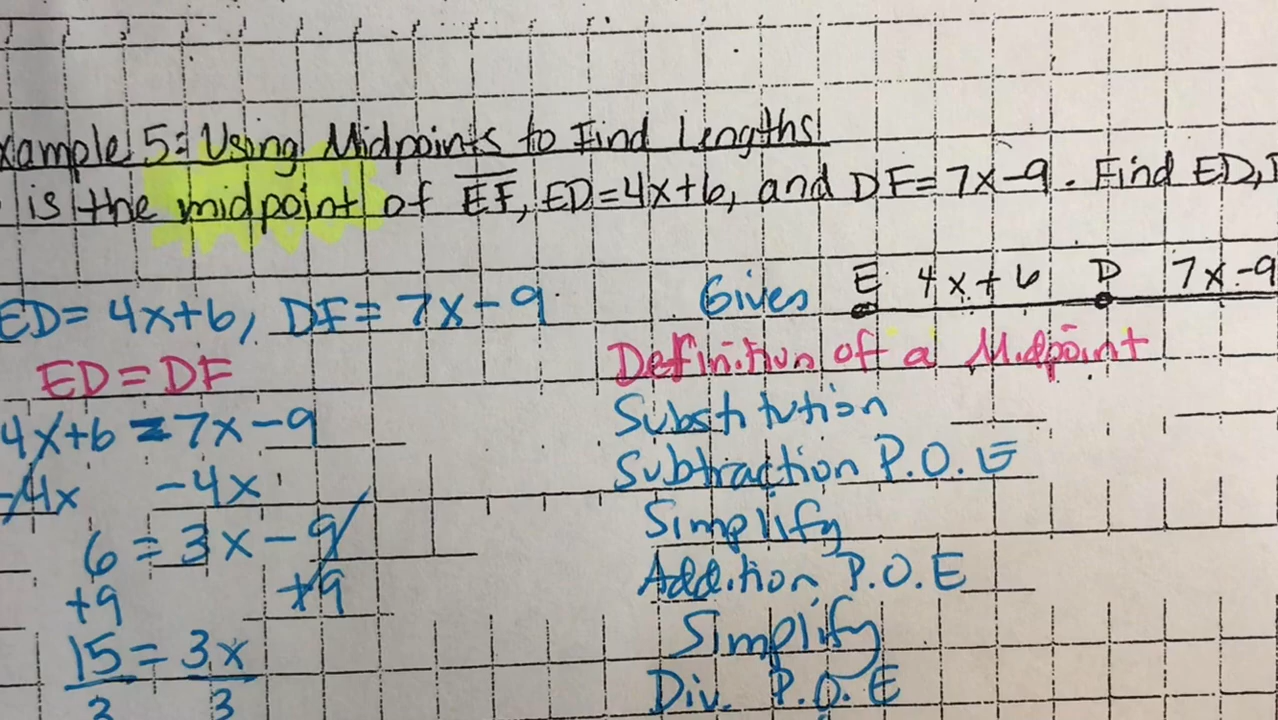 xample 5: Using Midpoints to Find Lengths
is the midpoint of EF, ED=4x+6, and DF=7x-9. Find ED,
E 4x+6 D 7x-9
ED=4x+6, DF=7x-9 Gives
ED=DF Definition of a Midpoint
4x+6=7x-9 Substitution
-4x -4x Subtraction P.O.E
6=3x-9 Simplify
+9 +9 Addition P.O.E
15=3x Simplify
3 3 Div. P.O.E